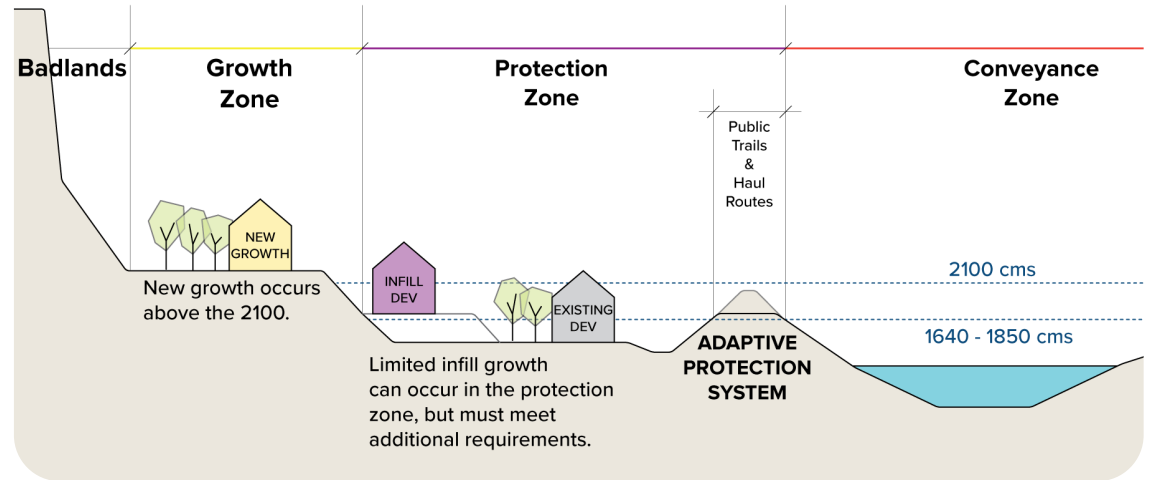 Badlands
Growth
Zone
Protection
Zone
Conveyance
Zone
Public
Trails
&
Haul
Routes
NEW
GROWTH
New growth occurs
above the 2100.
INFILL
DEV
EXISTING
DEV
2100 cms
1640 - 1850 cms
ADAPTIVE
PROTECTION
SYSTEM
Limited infill growth
can occur in the protection
zone, but must meet
additional requirements.